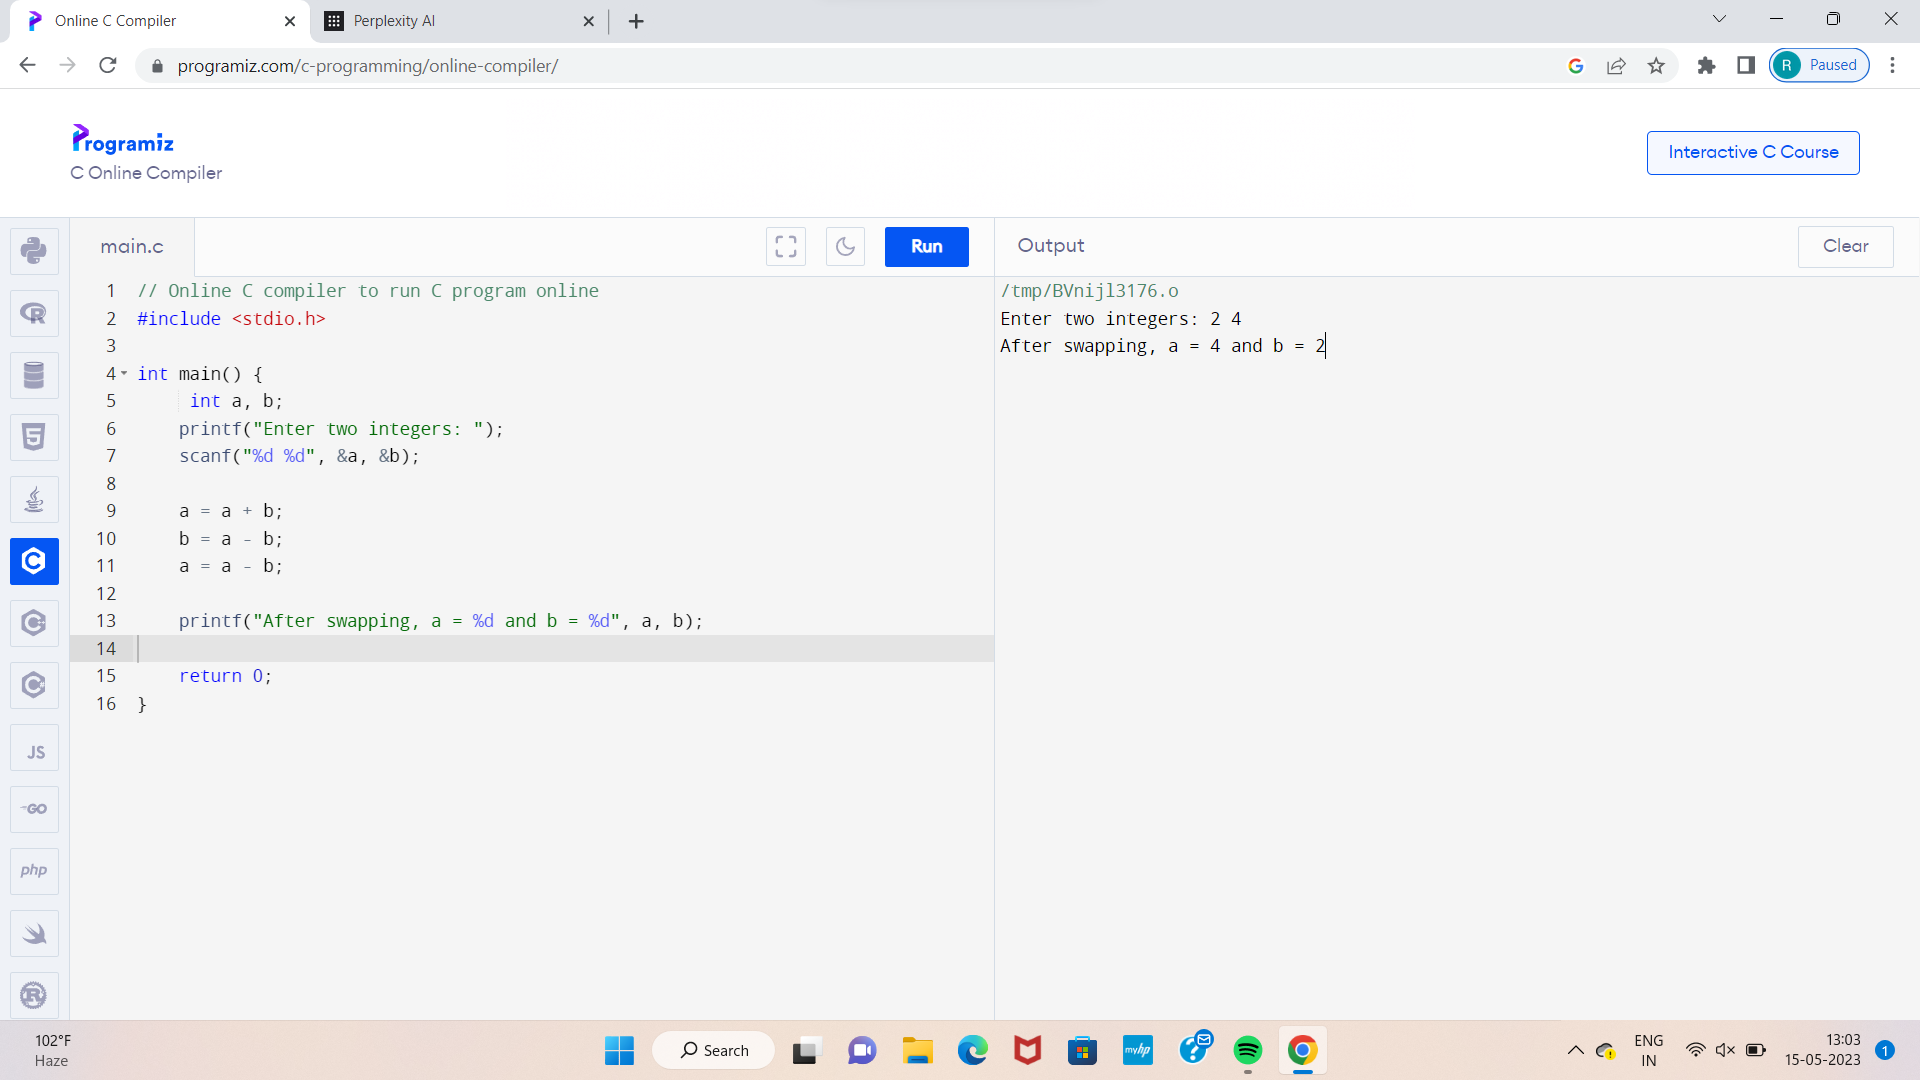 Online C Compiler
Perplexity AI
programiz.com/c-programming/online-compiler/
R Paused
Programiz
C Online Compiler
Interactive C Course
main.c
Run
Output
Clear
1 // Online C compiler to run C program online
2 #include <stdio.h>
3
4 int main() {
5 int a, b;
6 printf("Enter two integers: ");
7 scanf("%d %d", &a, &b);
8
9 a = a + b;
10 b = a - b;
11 a = a - b;
12
13 printf("After swapping, a = %d and b = %d", a, b);
14
15 return 0;
16 }
/tmp/BVnijl3176.o
Enter two integers: 2 4
After swapping, a = 4 and b = 2
JS
GO
php
102°F
Haze
Search
myhp
ENG
IN
13:03
15-05-2023
1